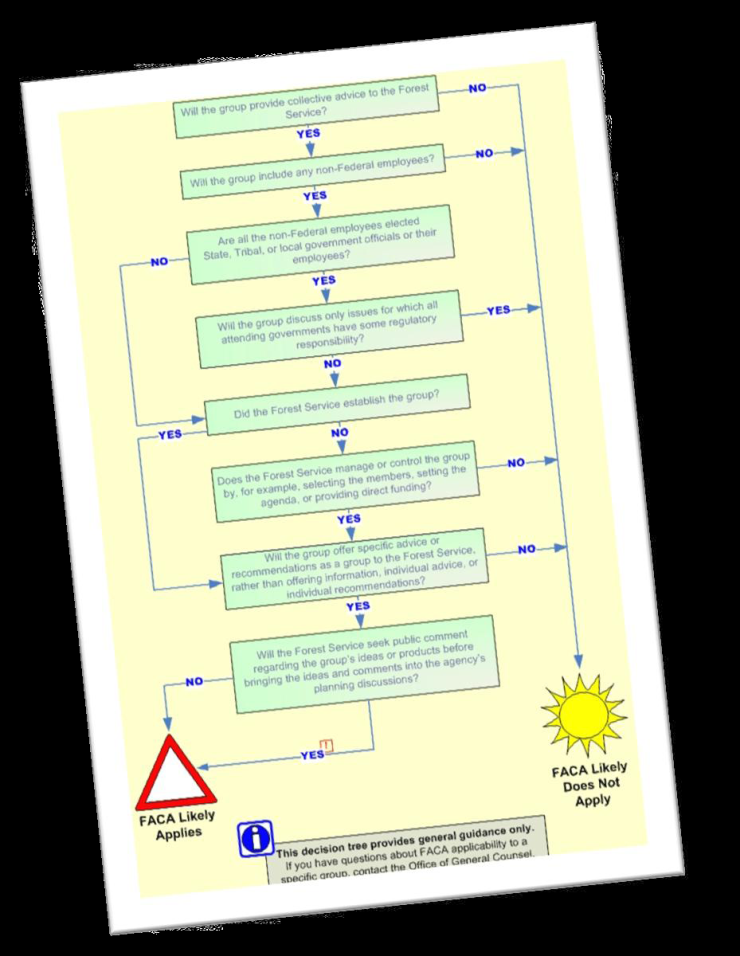 Will the group provide collective advice to the Forest
Service?
NO
YES
Will the group include any non-Federal employees?
NO
YES
Are all the non-Federal employees elected
State, Tribal, or local government officials or their
employees?
NO
YES
Will the group discuss only issues for which all
attending governments have some regulatory
responsibility?
YES
NO
Did the Forest Service establish the group?
YES
NO
Does the Forest Service manage or control the group
by, for example, selecting the members, setting the
agenda, or providing direct funding?
NO
YES
Will the group offer specific advice or
recommendations as a group to the Forest Service,
rather than offering information, individual advice, or
individual recommendations?
NO
YES
Will the Forest Service seek public comment
regarding the group's ideas or products before
bringing the ideas and comments into the agency's
planning discussions?
NO
YES
!
FACA Likely
Applies
FACA Likely
Does Not
Apply
i
This decision tree provides general guidance only.
If you have questions about FACA applicability to a
specific group, contact the Office of General Counsel.